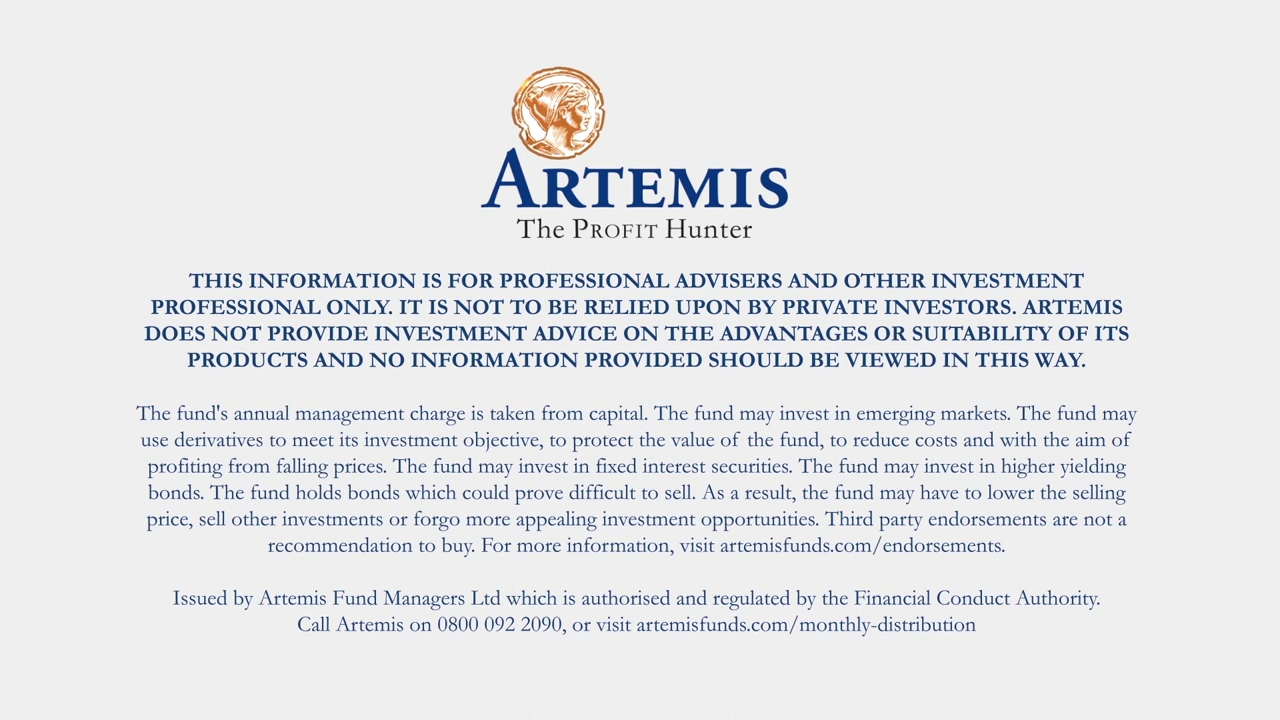 ARTEMIS
The PROFIT Hunter
THIS INFORMATION IS FOR PROFESSIONAL ADVISERS AND OTHER INVESTMENT
PROFESSIONAL ONLY. IT IS NOT TO BE RELIED UPON BY PRIVATE INVESTORS. ARTEMIS
DOES NOT PROVIDE INVESTMENT ADVICE ON THE ADVANTAGES OR SUITABILITY OF ITS
PRODUCTS AND NO INFORMATION PROVIDED SHOULD BE VIEWED IN THIS WAY.
The fund's annual management charge is taken from capital. The fund may invest in emerging markets. The fund may
use derivatives to meet its investment objective, to protect the value of the fund, to reduce costs and with the aim of
profiting from falling prices. The fund may invest in fixed interest securities. The fund may invest in higher yielding
bonds. The fund holds bonds which could prove difficult to sell. As a result, the fund may have to lower the selling
price, sell other investments or forgo more appealing investment opportunities. Third party endorsements are not a
recommendation to buy. For more information, visit artemisfunds.com/endorsements.
Issued by Artemis Fund Managers Ltd which is authorised and regulated by the Financial Conduct Authority.
Call Artemis on 0800 092 2090, or visit artemisfunds.com/monthly-distribution